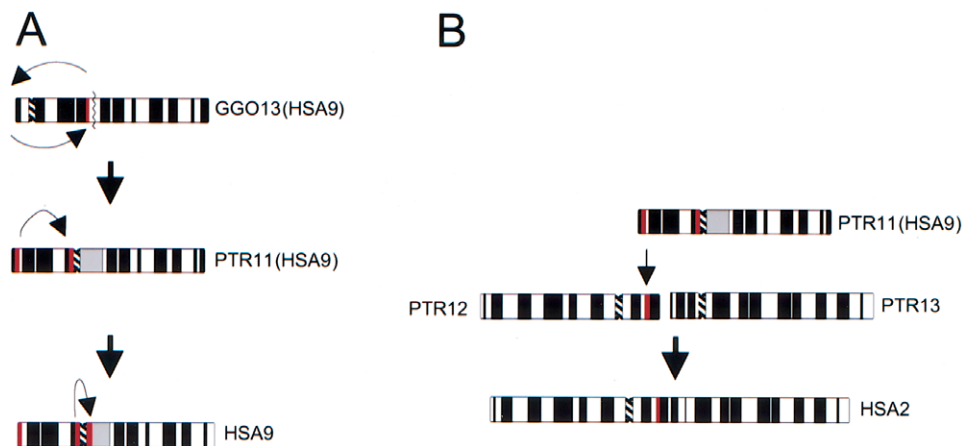 A
B
GGO13(HSA9)
PTR11(HSA9)
PTR11(HSA9)
PTR12
PTR13
HSA2
HSA9